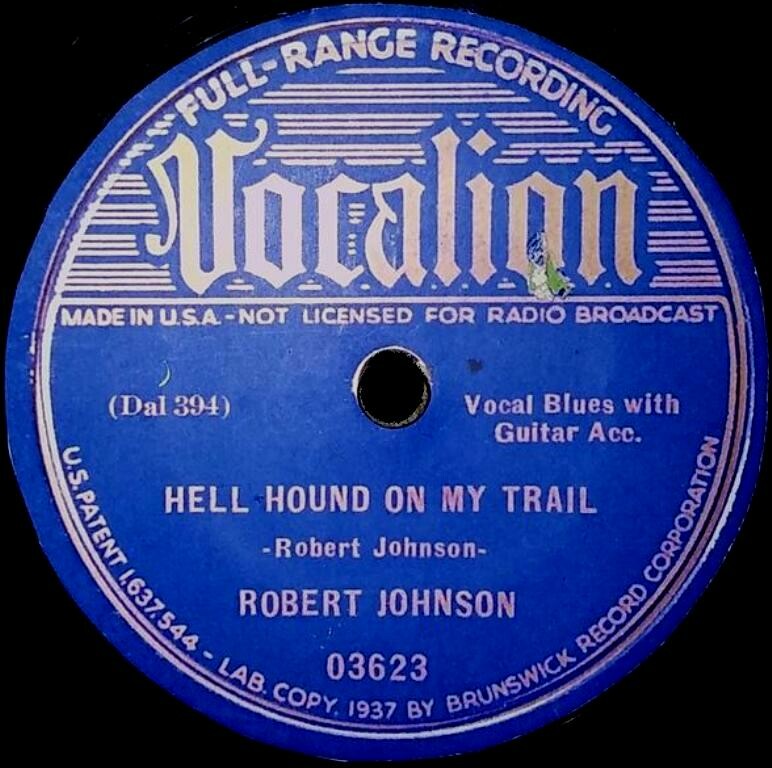 FULL-RANGE RECORDING
Vocalion
MADE IN U.S.A. - NOT LICENSED FOR RADIO BROADCAST
(Dal 394)
Vocal Blues with
Guitar Acc.
HELL HOUND ON MY TRAIL
-Robert Johnson-
ROBERT JOHNSON
03623
U.S. PATENT 1,637,544 - LAB. COPY. 1937 BY BRUNSWICK RECORD CORPORATION